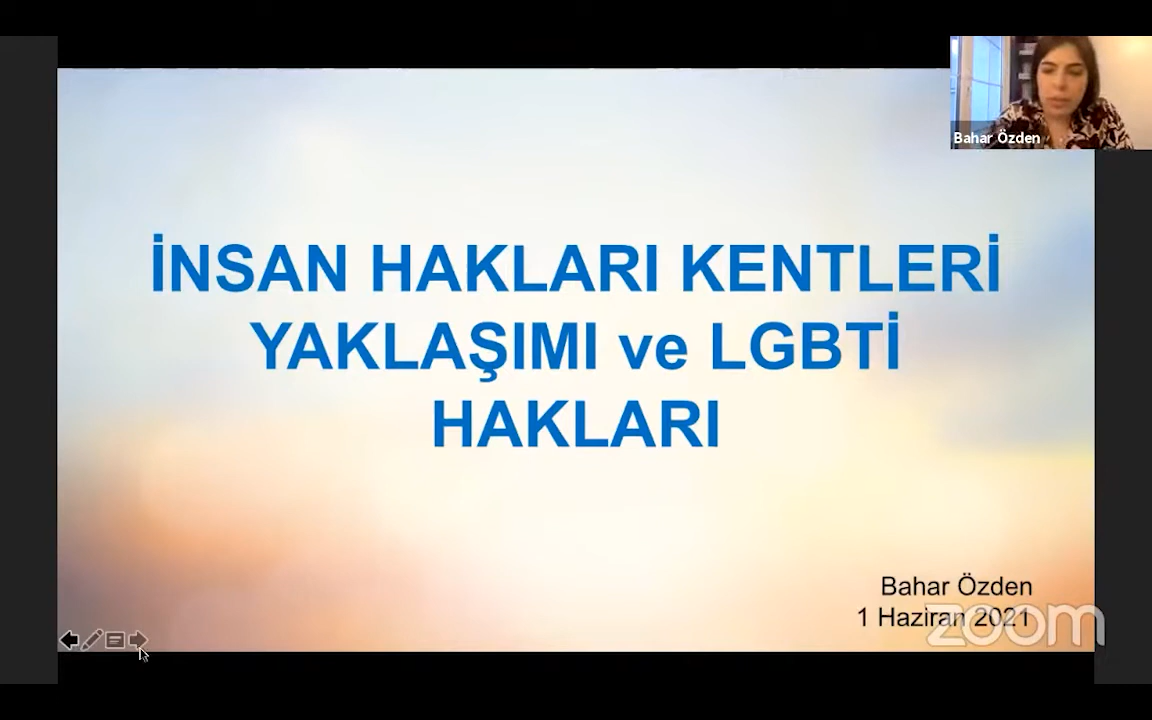 Bahar Özden
İNSAN HAKLARI KENTLERİ
YAKLAŞIMI ve LGBTİ
HAKLARI
Bahar Özden
1 Haziran 2021
zoom